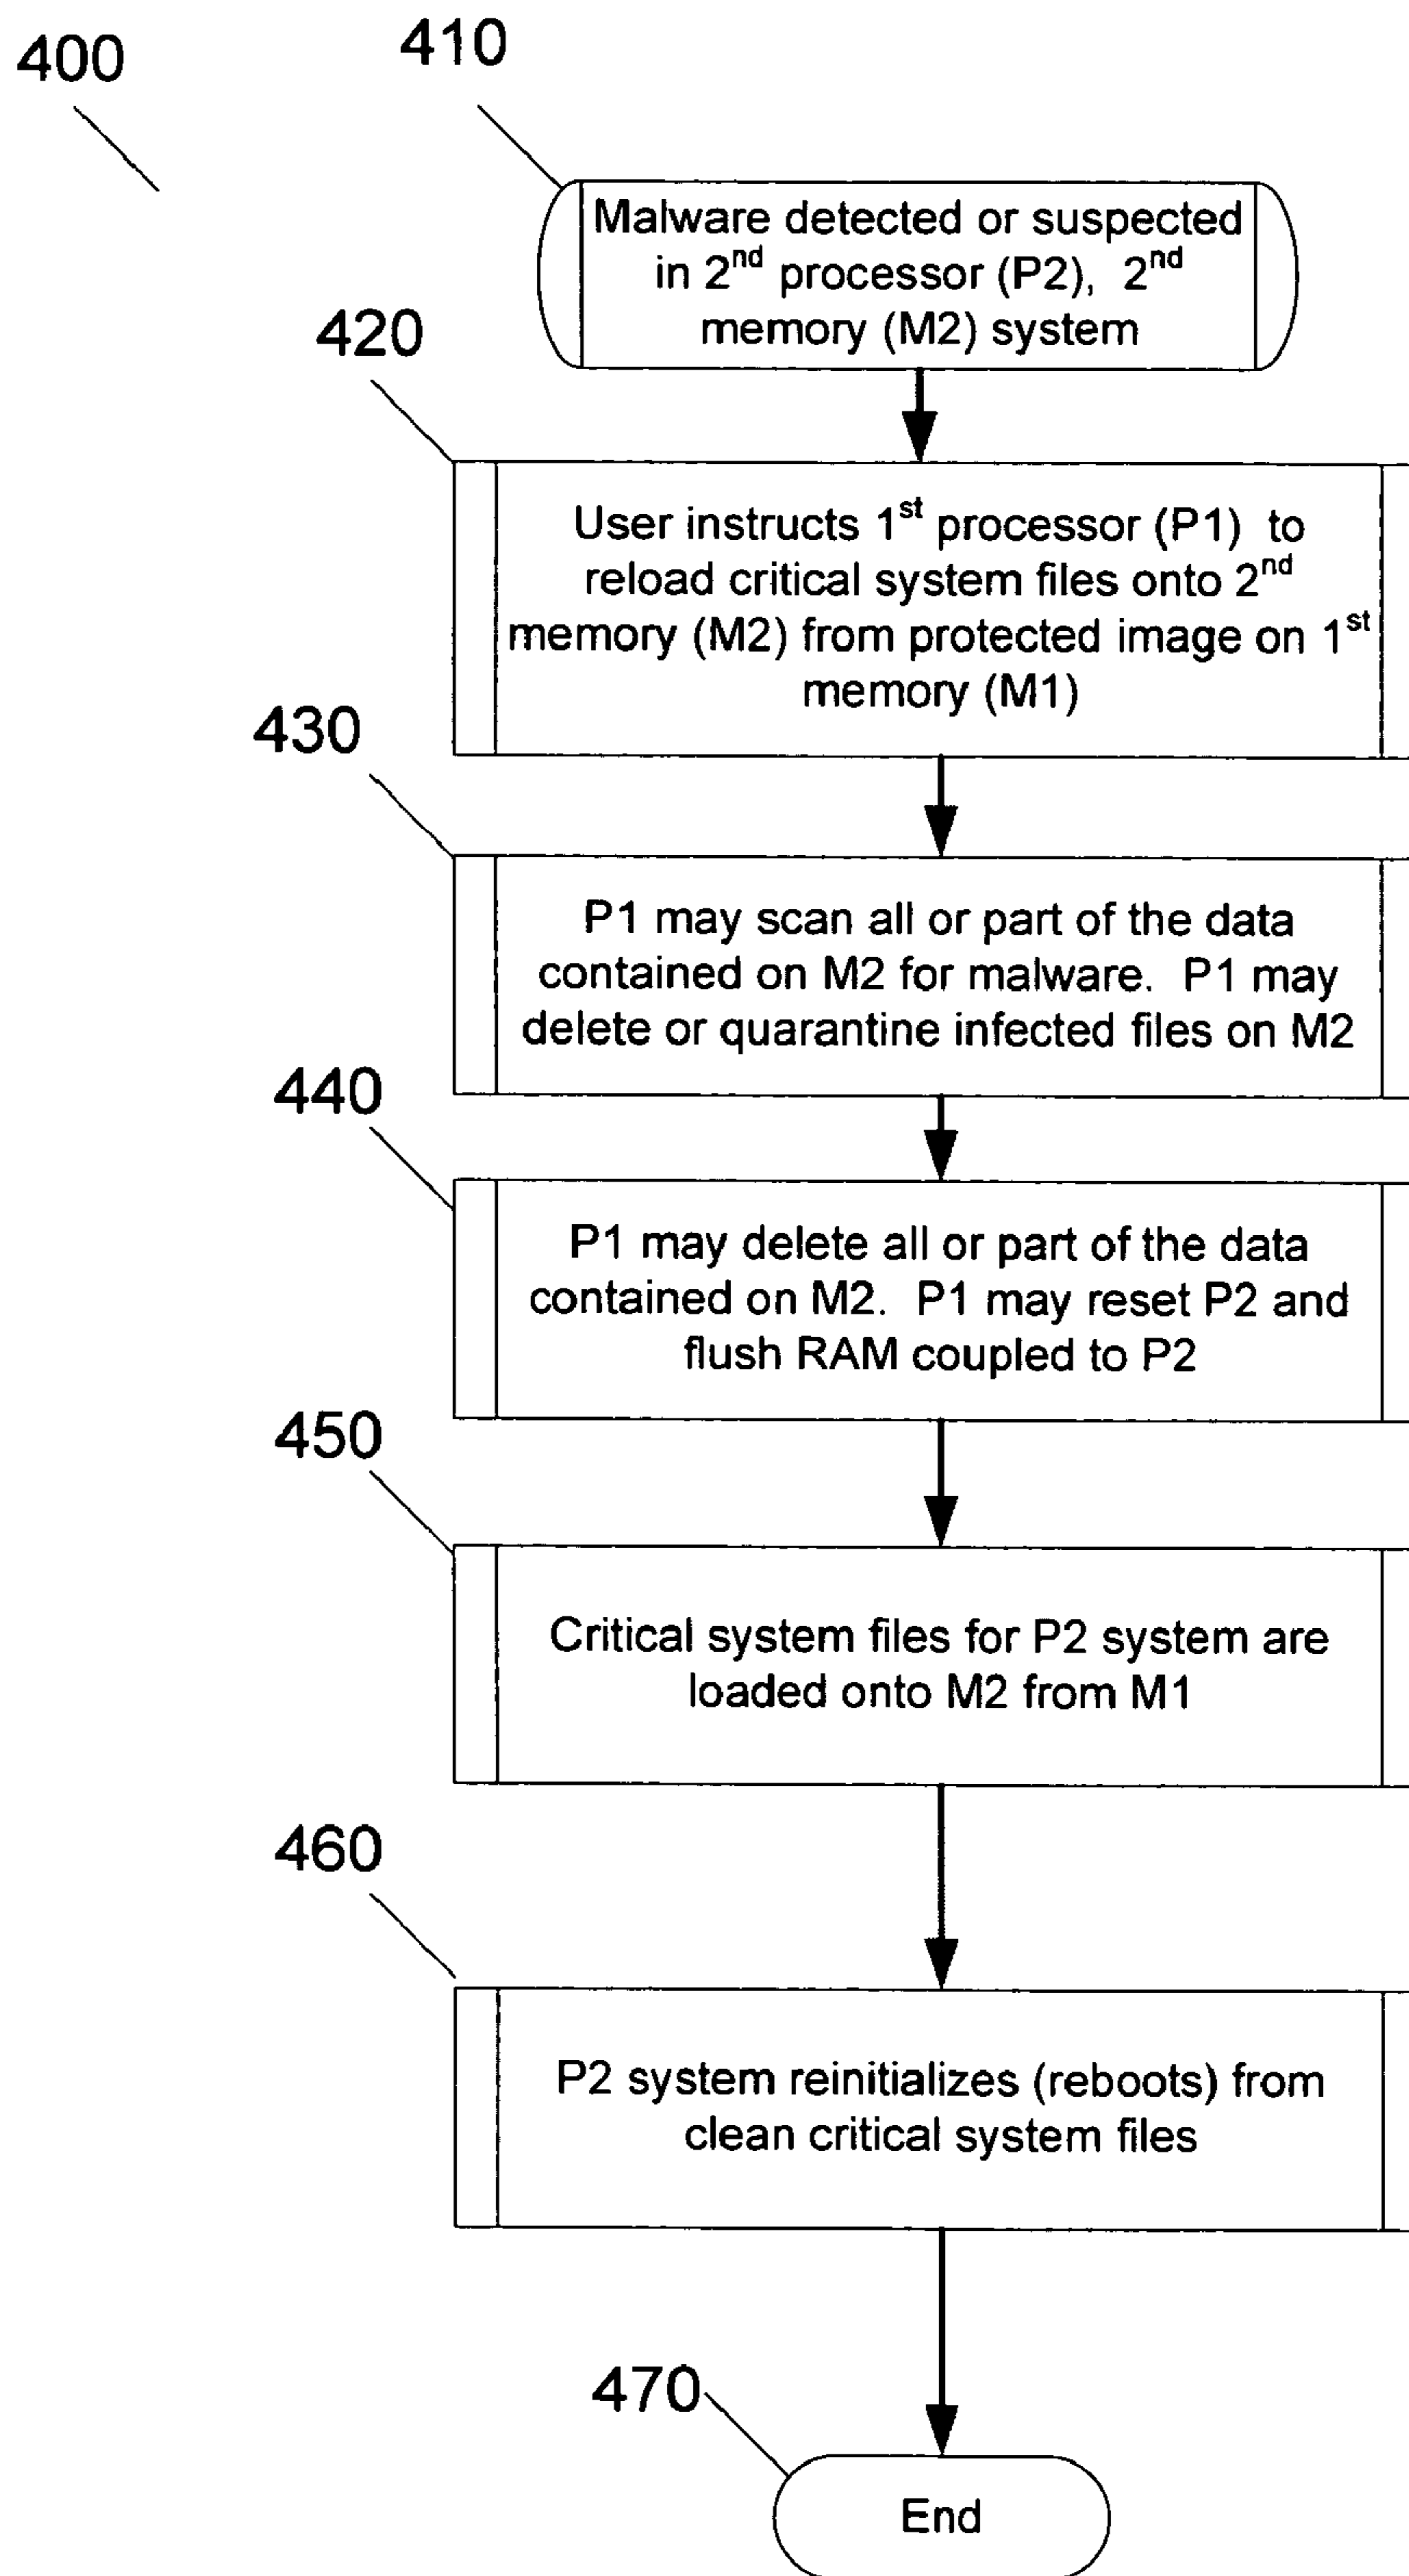 400
410
Malware detected or suspected
in 2nd processor (P2), 2nd
memory (M2) system
420
User instructs 1st processor (P1) to
reload critical system files onto 2nd
memory (M2) from protected image on 1st
memory (M1)
430
P1 may scan all or part of the data
contained on M2 for malware. P1 may
delete or quarantine infected files on M2
440
P1 may delete all or part of the data
contained on M2. P1 may reset P2 and
flush RAM coupled to P2
450
Critical system files for P2 system are
loaded onto M2 from M1
460
P2 system reinitializes (reboots) from
clean critical system files
470
End